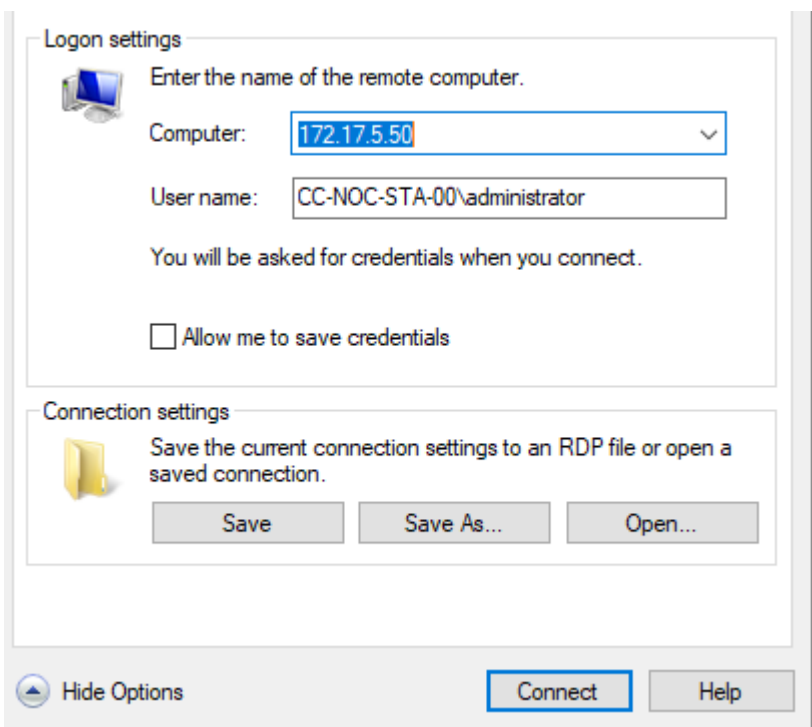 Logon settings
Enter the name of the remote computer.
Computer: 172.17.5.50
User name: CC-NOC-STA-00\administrator
You will be asked for credentials when you connect.
Allow me to save credentials
Connection settings
Save the current connection settings to an RDP file or open a
saved connection.
Save Save As... Open...
Hide Options Connect Help